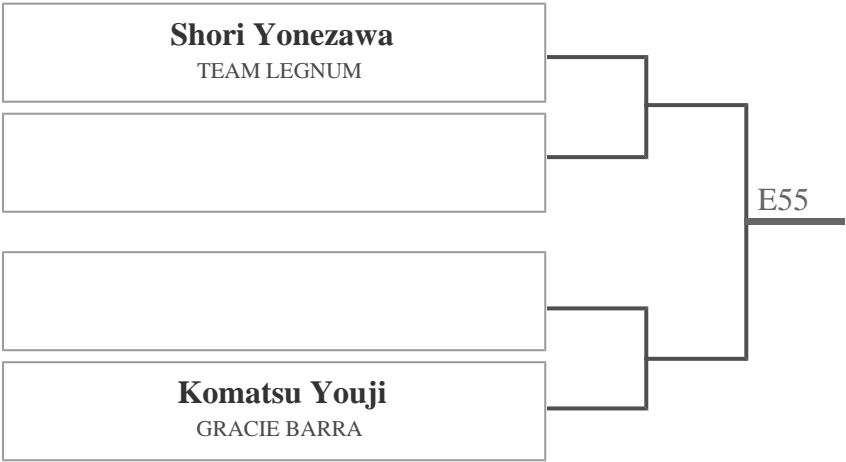 Shori Yonezawa
TEAM LEGNUM
E55
Komatsu Youji
GRACIE BARRA